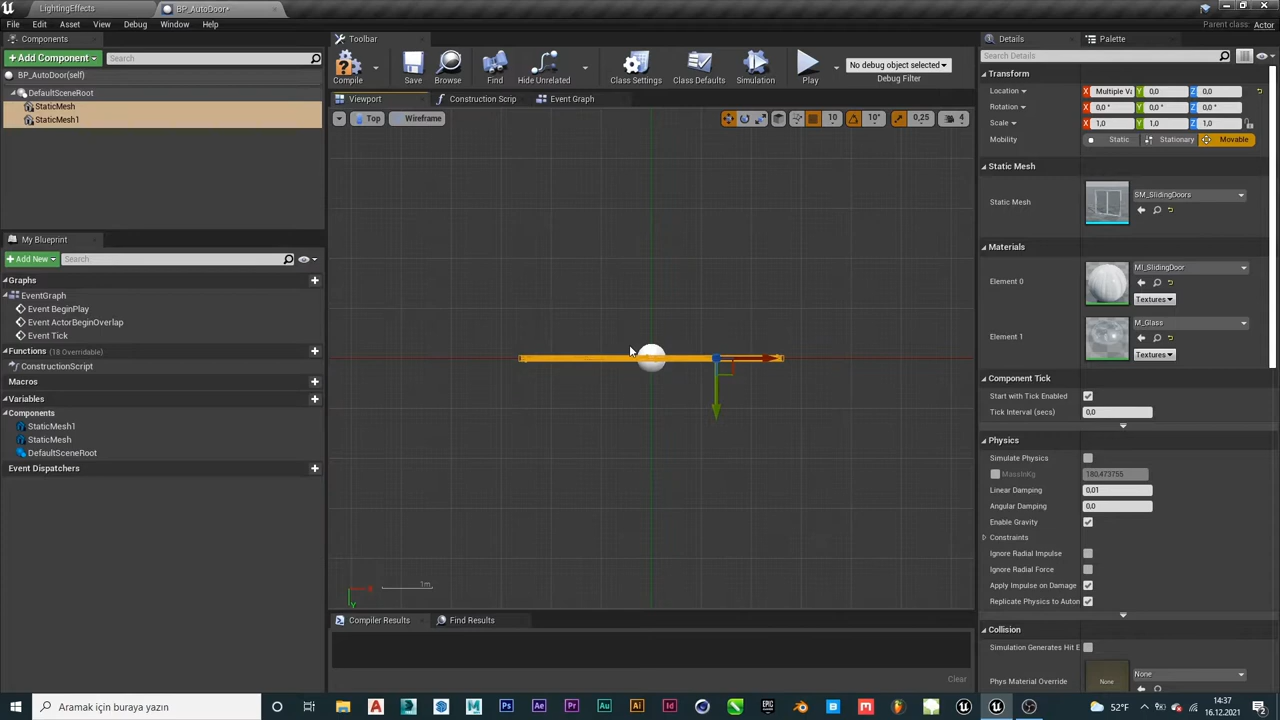 LightingEffects
BP_AutoDoor*
File Edit Asset View Debug Window Help
Parent class: Actor
Components
Add Component
Search
BP_AutoDoor(self)
DefaultSceneRoot
StaticMesh
StaticMesh1
My Blueprint
Add New
Search
Graphs
EventGraph
Event BeginPlay
Event ActorBeginOverlap
Event Tick
Functions (18 Overridable)
ConstructionScript
Macros
Variables
Components
StaticMesh1
StaticMesh
DefaultSceneRoot
Event Dispatchers
Toolbar
Compile
Save
Browse
Find
Hide Unrelated
Class Settings
Class Defaults
Simulation
Play
No debug object selected
Debug Filter
Viewport
Construction Scrip
Event Graph
Top
Wireframe
10
10°
0,25
4
1m
X
Y
Compiler Results
Find Results
Clear
Details
Palette
Search Details
Transform
Location X Multiple Va Y 0,0 Z 0,0
Rotation X 0,0 ° Y 0,0 ° Z 0,0 °
Scale X 1,0 Y 1,0 Z 1,0
Mobility Static Stationary Movable
Static Mesh
Static Mesh
SM_SlidingDoors
Materials
Element 0
MI_SlidingDoor
Textures
Element 1
M_Glass
Textures
Component Tick
Start with Tick Enabled
Tick Interval (secs) 0,0
Physics
Simulate Physics
MassInKg 180,473755
Linear Damping 0,01
Angular Damping 0,0
Enable Gravity
Constraints
Ignore Radial Impulse
Ignore Radial Force
Apply Impulse on Damage
Replicate Physics to Auton
Collision
Simulation Generates Hit E
Phys Material Override
None
None
Aramak için buraya yazın
A
Ps
Ae
Pr
Au
Ai
Id
EPIC
52°F
14:37
16.12.2021